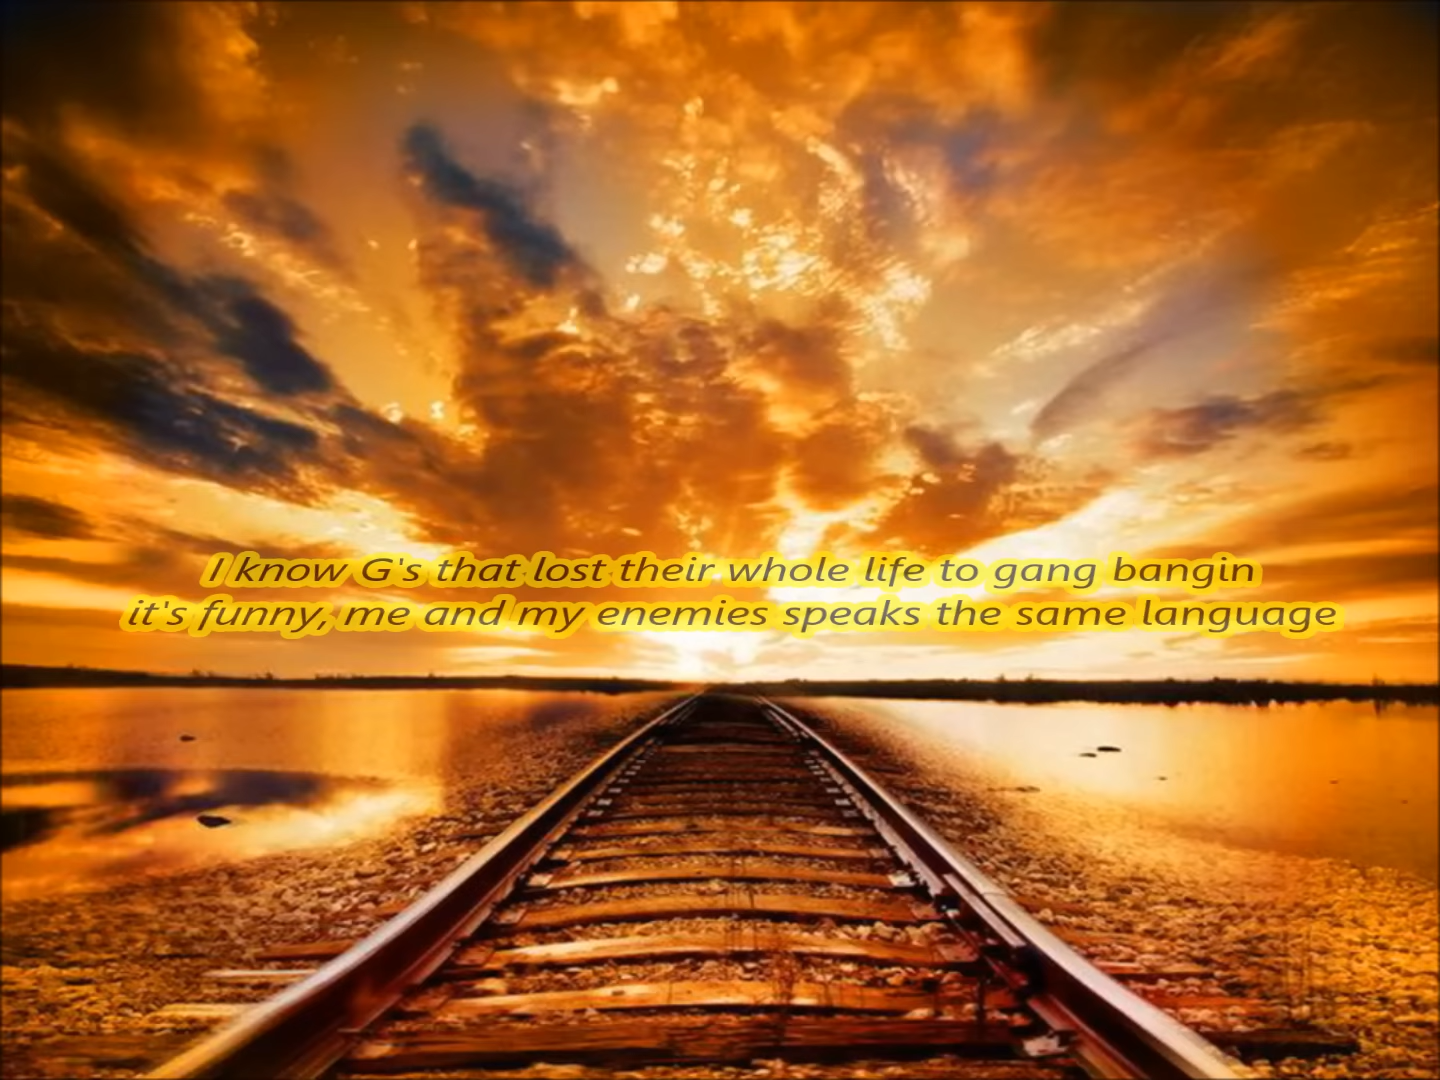 I know G's that lost their whole life to gang bangin
it's funny, me and my enemies speaks the same language